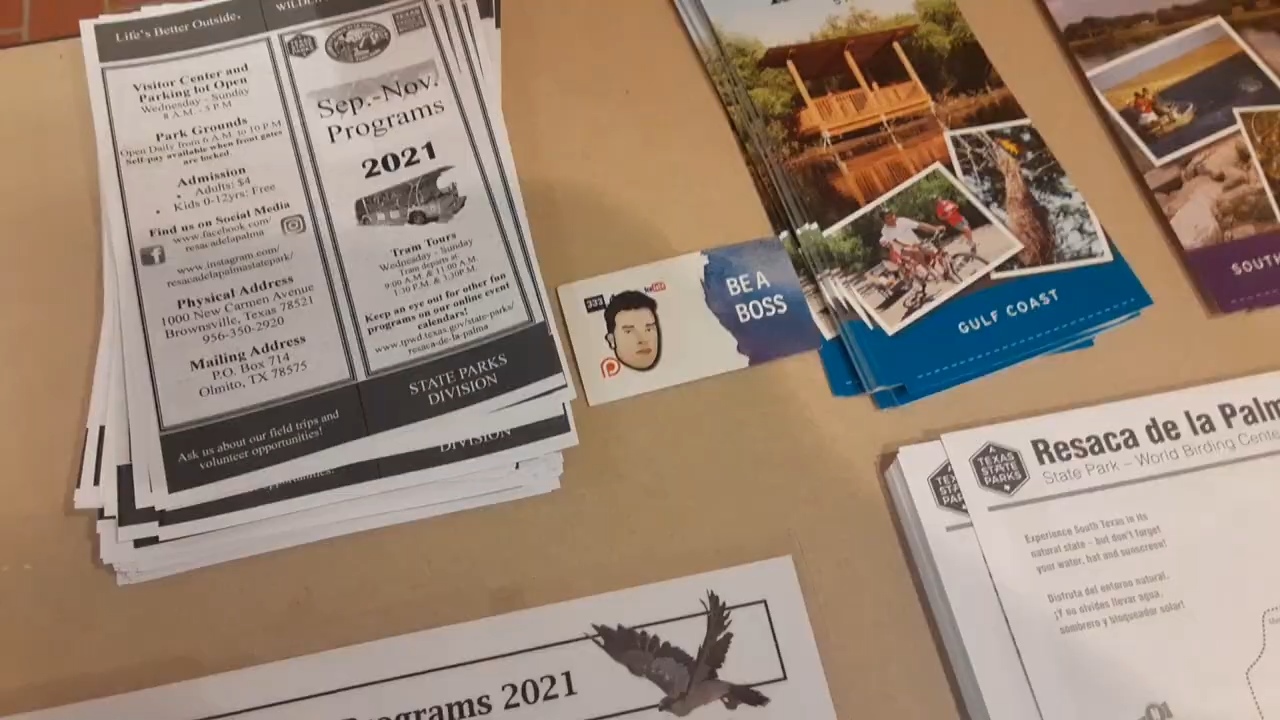 Life's Better Outside.
Visitor Center and
Parking lot Open
Wednesday - Sunday
8 A.M. - 5 P.M
Park Grounds
Open Daily from 6 A.M. to 10 P.M
Self-pay available when front gates
are locked
Admission
• Adults: $4
• Kids 0-12yrs: Free
Find us on Social Media
www.facebook.com/
resacadelapalma
www.instagram.com/
resacadelapalmastatepark/
Physical Address
1000 New Carmen Avenue
Brownsville, Texas 78521
956-350-2920
Mailing Address
P.O. Box 714
Olmito, TX 78575
Ask us about our field trips and
volunteer opportunities!
Sep.-Nov.
Programs
2021
Tram Tours
Wednesday - Sunday
Tram departs at:
9:00 A.M. & 11:00 A.M.
1:30 P.M. & 3:30P.M.
Keep an eye out for other fun
programs on our online event
calendars!
www.tpwd.texas.gov/state-parks/
resaca-de-la-palma
STATE PARKS
DIVISION
DIVISION
333
BE A
BOSS
GULF COAST
SOUTH
TEXAS
STATE
PARKS
Resaca de la Palm
State Park – World Birding Cente
Experience South Texas in its
natural state – but don't forget
your water, hat and sunscreen!
Disfruta del entorno natural.
¡Y no olvides llevar agua,
sombrero y bloqueador solar!
Programs 2021